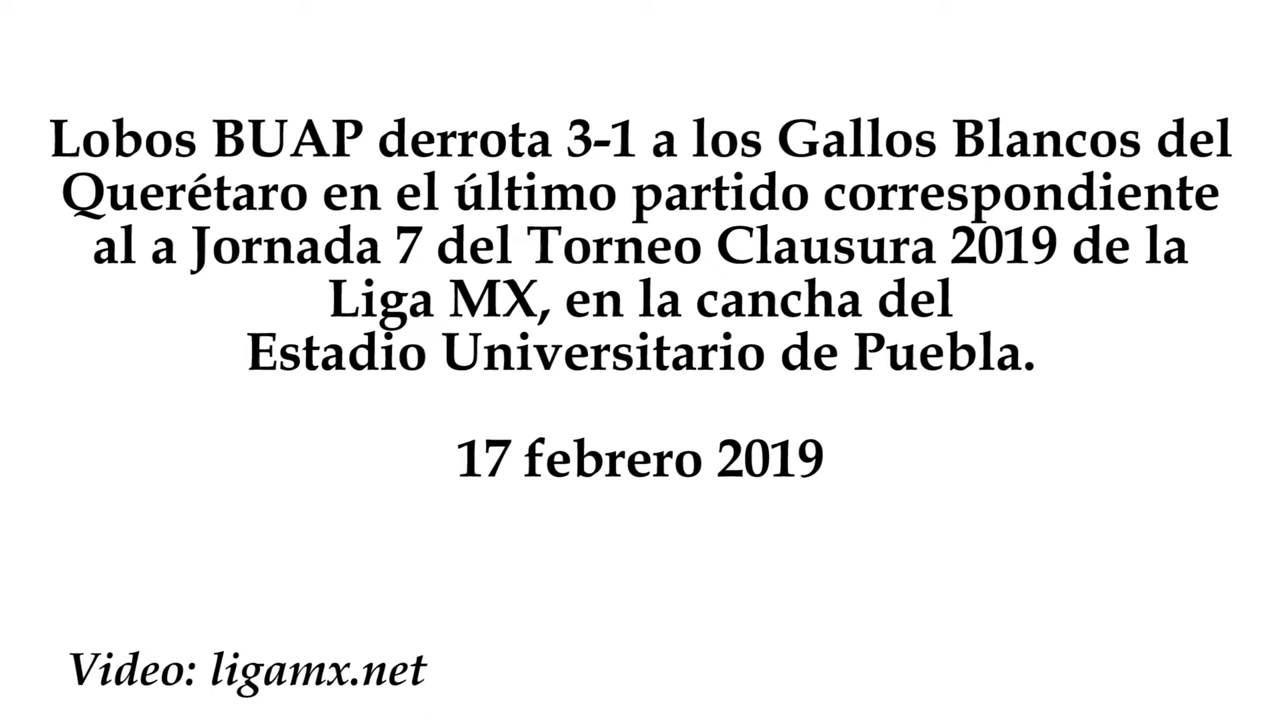 Lobos BUAP derrota 3-1 a los Gallos Blancos del
Querétaro en el último partido correspondiente
al a Jornada 7 del Torneo Clausura 2019 de la
Liga MX, en la cancha del
Estadio Universitario de Puebla.
17 febrero 2019
Video: ligamx.net